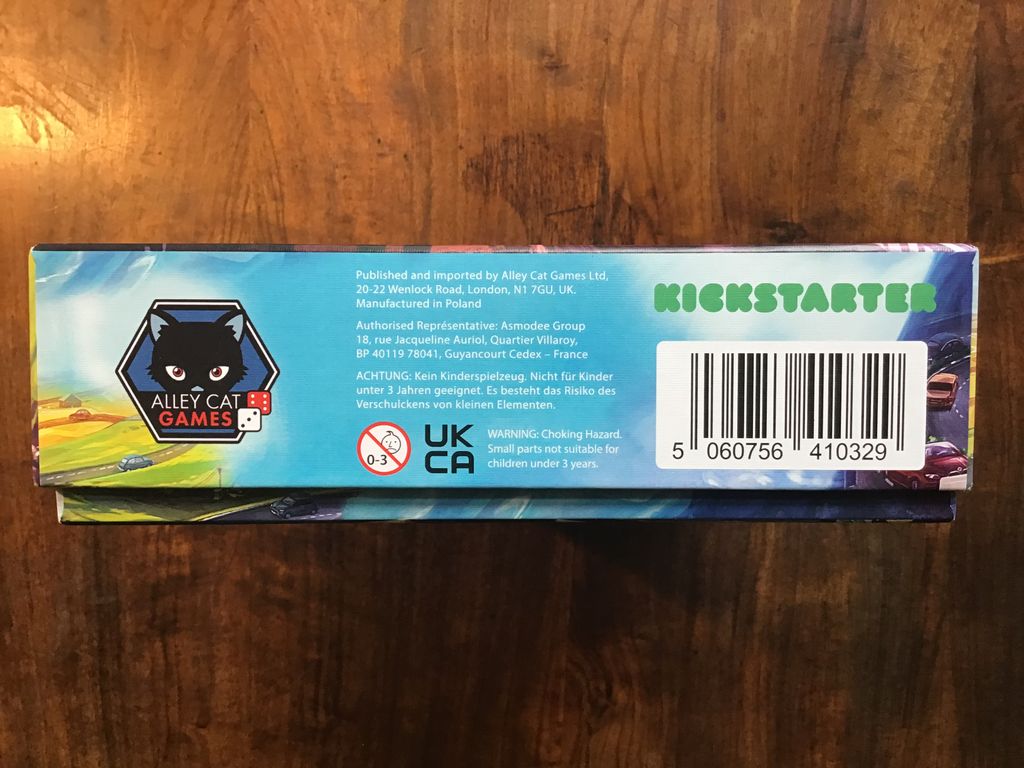 ALLEY CAT
GAMES
Published and imported by Alley Cat Games Ltd,
20-22 Wenlock Road, London, N1 7GU, UK.
Manufactured in Poland
Authorised Représentative: Asmodee Group
18, rue Jacqueline Auriol, Quartier Villaroy,
BP 40119 78041, Guyancourt Cedex – France
ACHTUNG: Kein Kinderspielzeug. Nicht für Kinder
unter 3 Jahren geeignet. Es besteht das Risiko des
Verschulckens von kleinen Elementen.
0-3
UK
CA
WARNING: Choking Hazard.
Small parts not suitable for
children under 3 years.
KICKSTARTER
5 060756 410329